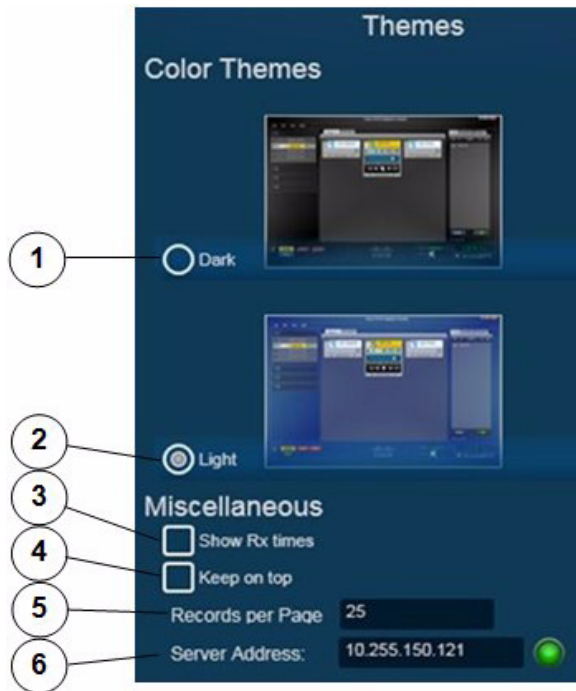 Themes
Color Themes
1
Dark
2
Light
Miscellaneous
3
Show Rx times
4
Keep on top
5
Records per Page
25
6
Server Address:
10.255.150.121